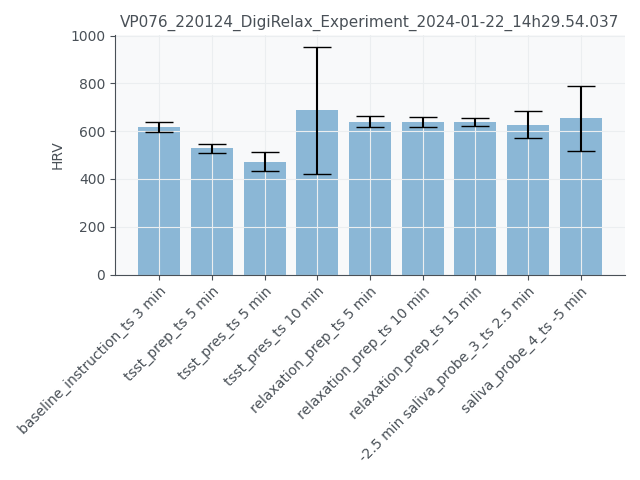 VP076_220124_DigiRelax_Experiment_2024-01-22_14h29.54.037
1000
800
600
400
200
0
HRV
baseline_instruction_ts 3 min
tsst_prep_ts 5 min
tsst_pres_ts 5 min
tsst_pres_ts 10 min
relaxation_prep_ts 5 min
relaxation_prep_ts 10 min
relaxation_prep_ts 15 min
-2.5 min saliva_probe_3_ts 2.5 min
saliva_probe_4_ts -5 min